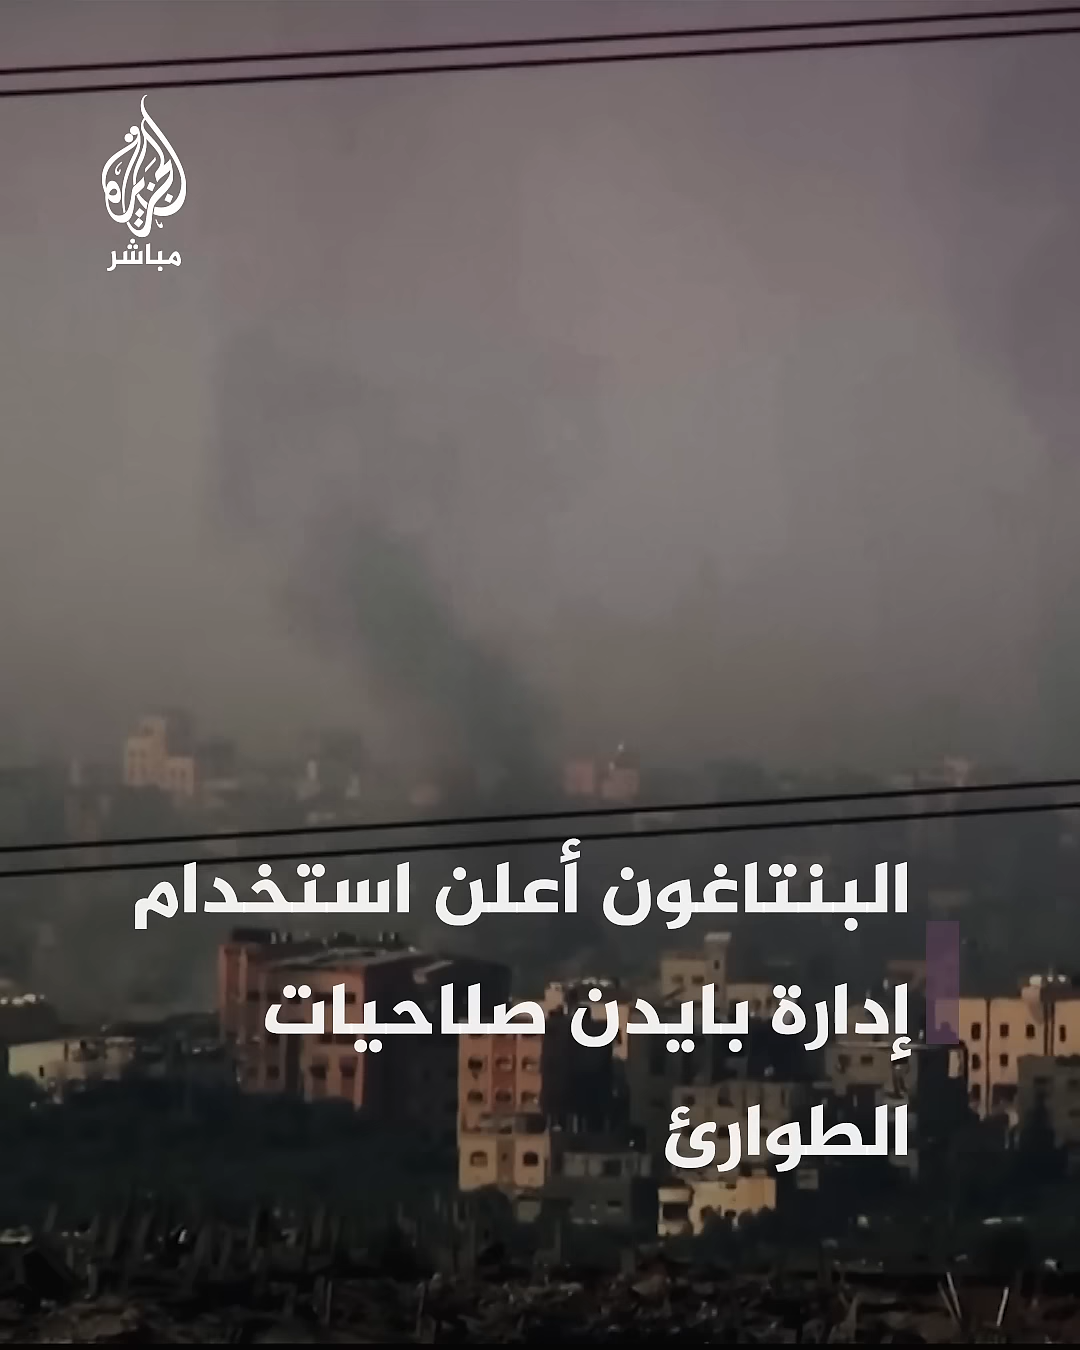 الجزيرة
مباشر
البنتاغون أعلن استخدام
إدارة بايدن صلاحيات
الطوارئ